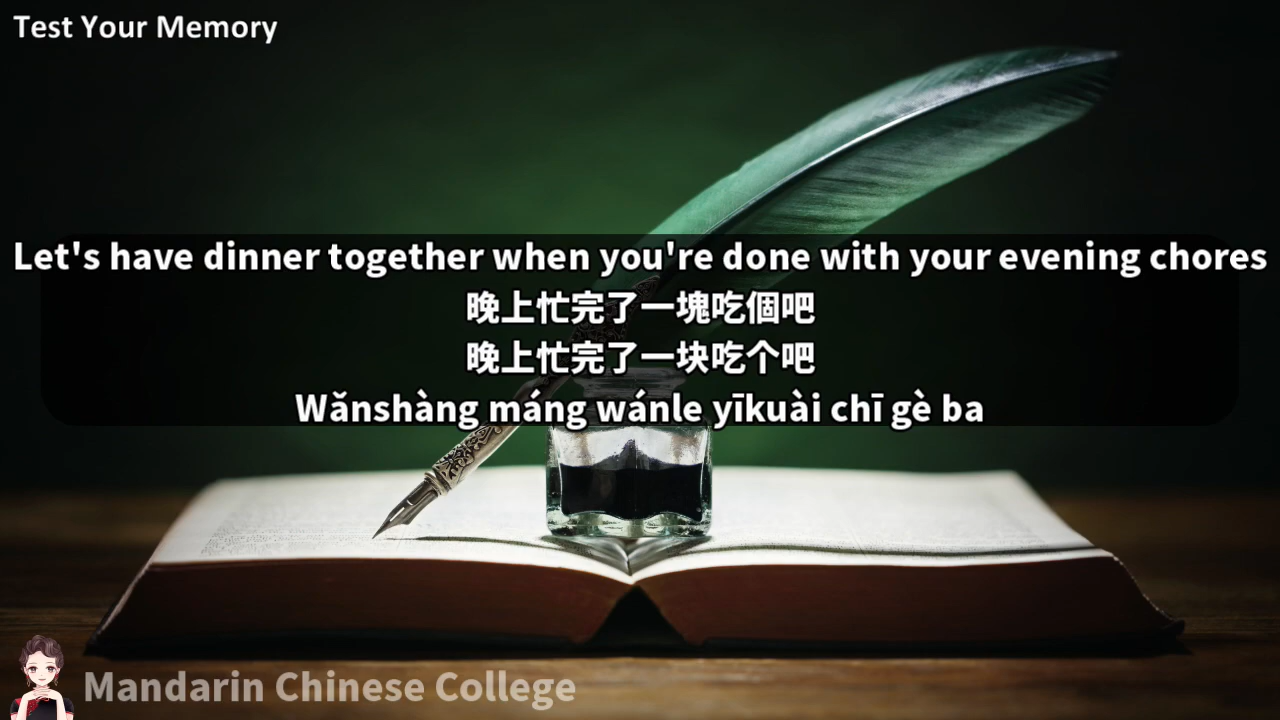 Test Your Memory
Let's have dinner together when you're done with your evening chores
晚上忙完了一塊吃個吧
晚上忙完了一块吃个吧
Wǎnshàng máng wánle yīkuài chī gè ba
Mandarin Chinese College